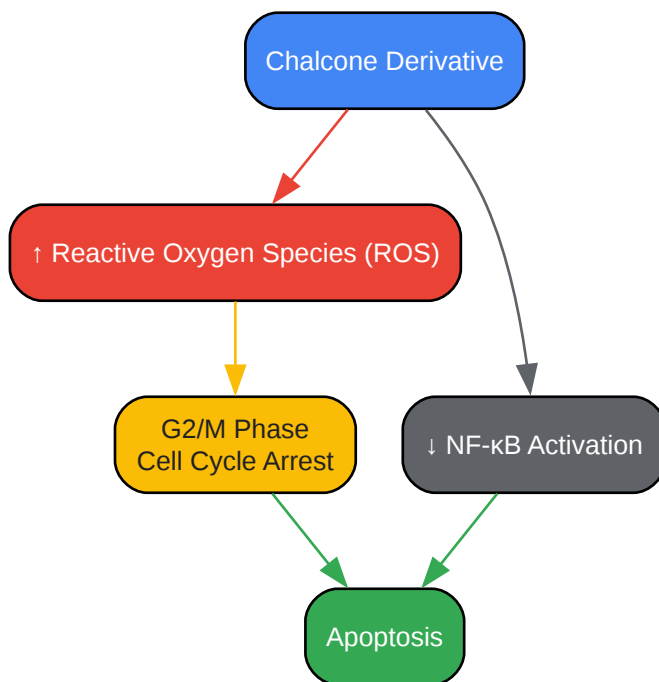 Chalcone Derivative
↑ Reactive Oxygen Species (ROS)
G2/M Phase
Cell Cycle Arrest
↓ NF-κB Activation
Apoptosis